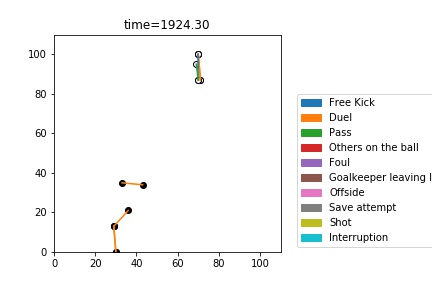 time=1924.30
100
80
60
40
20
0
0 20 40 60 80 100
Free Kick
Duel
Pass
Others on the ball
Foul
Goalkeeper leaving l
Offside
Save attempt
Shot
Interruption